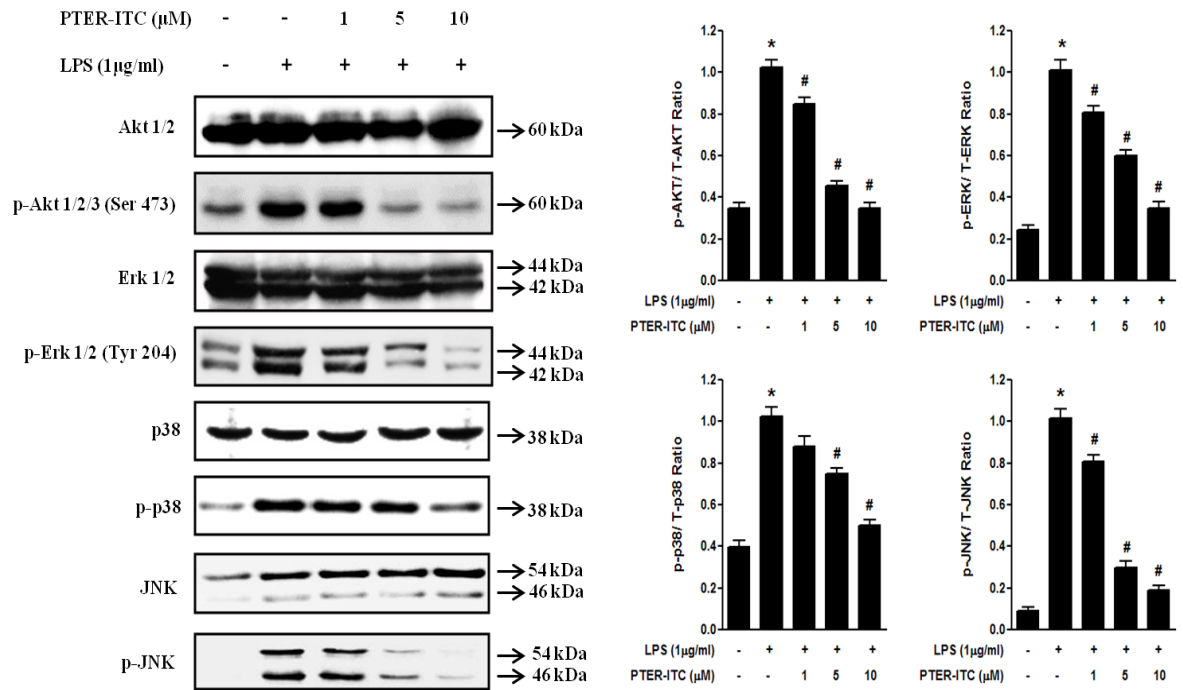 PTER-ITC (μM) - - 1 5 10
LPS (1μg/ml) - + + + +
Akt 1/2 →60 kDa
p-Akt 1/2/3 (Ser 473) →60 kDa
Erk 1/2 →44 kDa
→42 kDa
p-Erk 1/2 (Tyr 204) →44 kDa
→42 kDa
p38 →38 kDa
p-p38 →38 kDa
JNK →54 kDa
→46 kDa
p-JNK →54 kDa
→46 kDa
p-AKT/ T-AKT Ratio
1.2
1.0
0.8
0.6
0.4
0.2
0.0
* # # #
LPS (1μg/ml) - + + + +
PTER-ITC (μM) - - 1 5 10
p-ERK/ T-ERK Ratio
1.2
1.0
0.8
0.6
0.4
0.2
0.0
* # # #
LPS (1μg/ml) - + + + +
PTER-ITC (μM) - - 1 5 10
p-p38/ T-p38 Ratio
1.2
1.0
0.8
0.6
0.4
0.2
0.0
* # #
LPS (1μg/ml) - + + + +
PTER-ITC (μM) - - 1 5 10
p-JNK/ T-JNK Ratio
1.2
1.0
0.8
0.6
0.4
0.2
0.0
* # # #
LPS (1μg/ml) - + + + +
PTER-ITC (μM) - - 1 5 10